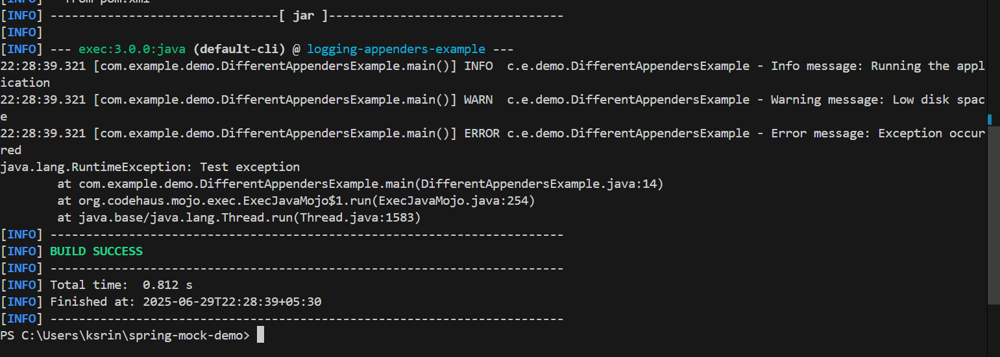 [INFO]   from pom.xml
[INFO] --------------------------------[ jar ]---------------------------------
[INFO]
[INFO] --- exec:3.0.0:java (default-cli) @ logging-appenders-example ---
22:28:39.321 [com.example.demo.DifferentAppendersExample.main()] INFO  c.e.demo.DifferentAppendersExample - Info message: Running the appl
ication
22:28:39.321 [com.example.demo.DifferentAppendersExample.main()] WARN  c.e.demo.DifferentAppendersExample - Warning message: Low disk spac
e
22:28:39.321 [com.example.demo.DifferentAppendersExample.main()] ERROR c.e.demo.DifferentAppendersExample - Error message: Exception occur
red
java.lang.RuntimeException: Test exception
        at com.example.demo.DifferentAppendersExample.main(DifferentAppendersExample.java:14)
        at org.codehaus.mojo.exec.ExecJavaMojo$1.run(ExecJavaMojo.java:254)
        at java.base/java.lang.Thread.run(Thread.java:1583)
[INFO] ------------------------------------------------------------------------
[INFO] BUILD SUCCESS
[INFO] ------------------------------------------------------------------------
[INFO] Total time:  0.812 s
[INFO] Finished at: 2025-06-29T22:28:39+05:30
[INFO] ------------------------------------------------------------------------
PS C:\Users\ksrin\spring-mock-demo>